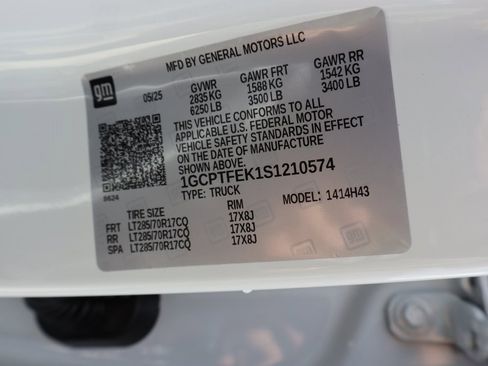 MFD BY GENERAL MOTORS LLC
gm
05/25
GVWR
2835 KG
6250 LB
GAWR FRT
1588 KG
3500 LB
GAWR RR
1542 KG
3400 LB
THIS VEHICLE CONFORMS TO ALL
APPLICABLE U.S. FEDERAL MOTOR
VEHICLE SAFETY STANDARDS IN EFFECT
ON THE DATE OF MANUFACTURE
SHOWN ABOVE.
8624
1GCPTFEK1S1210574
TYPE: TRUCK
MODEL: 1414H43
TIRE SIZE RIM
FRT LT285/70R17CQ 17X8J
RR LT285/70R17CQ 17X8J
SPA LT285/70R17CQ 17X8J